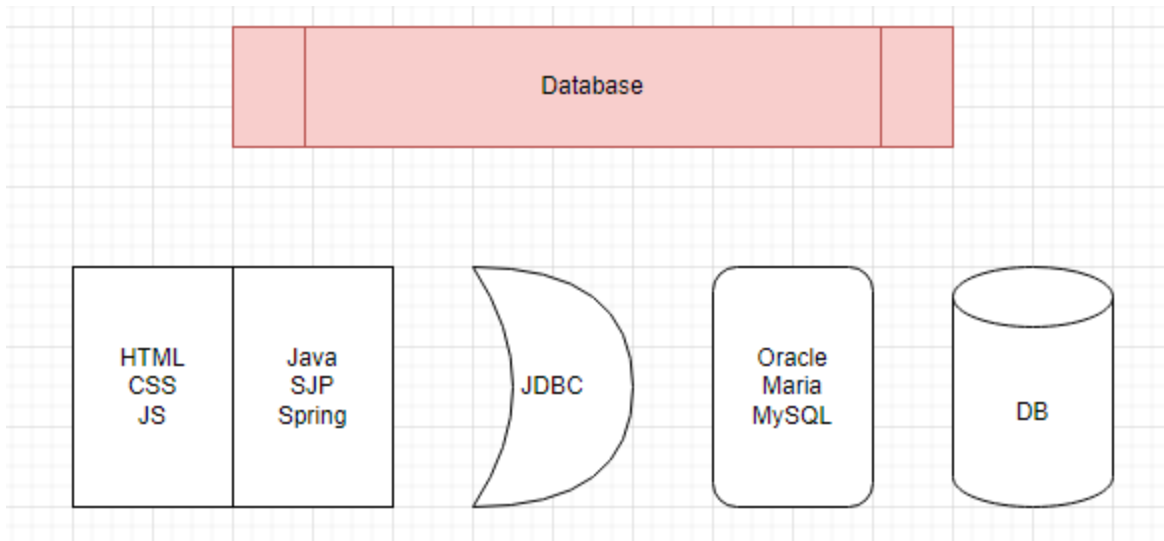 Database
HTML
CSS
JS
Java
SJP
Spring
JDBC
Oracle
Maria
MySQL
DB